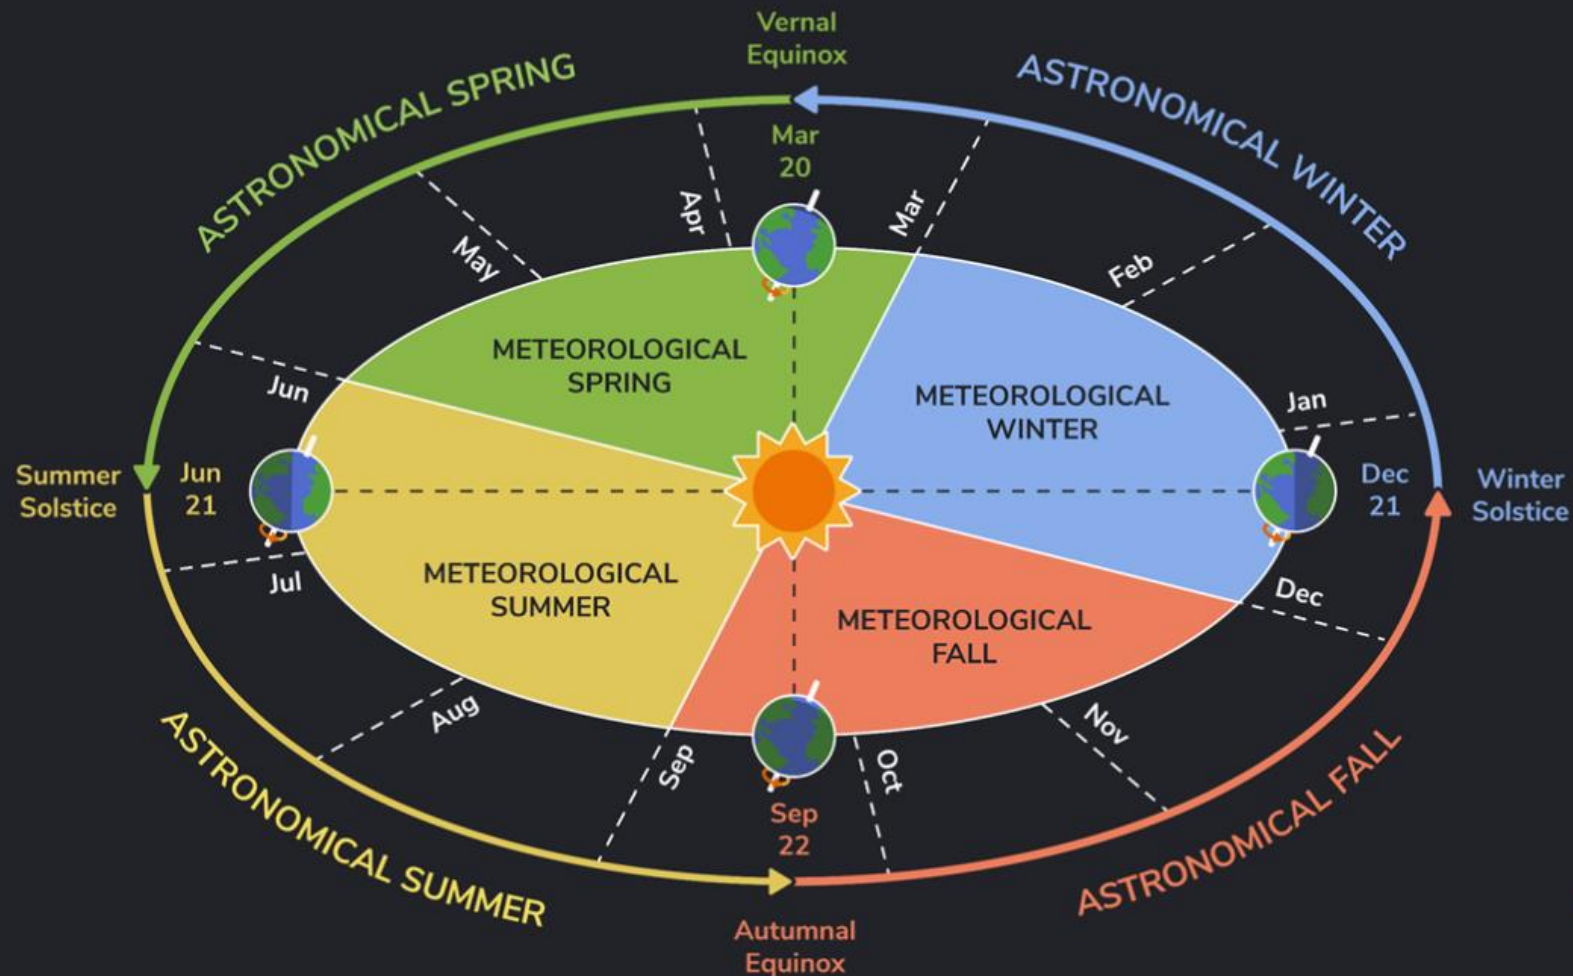 Vernal
Equinox
ASTRONOMICAL SPRING
ASTRONOMICAL WINTER
Mar
20
Apr
Mar
May
Feb
METEOROLOGICAL
SPRING
Jun
METEOROLOGICAL
WINTER
Jan
Summer
Solstice
Jun
21
Dec
21
Winter
Solstice
Jul
METEOROLOGICAL
SUMMER
Dec
METEOROLOGICAL
FALL
Aug
Nov
Sep
Oct
Sep
22
ASTRONOMICAL SUMMER
ASTRONOMICAL FALL
Autumnal
Equinox